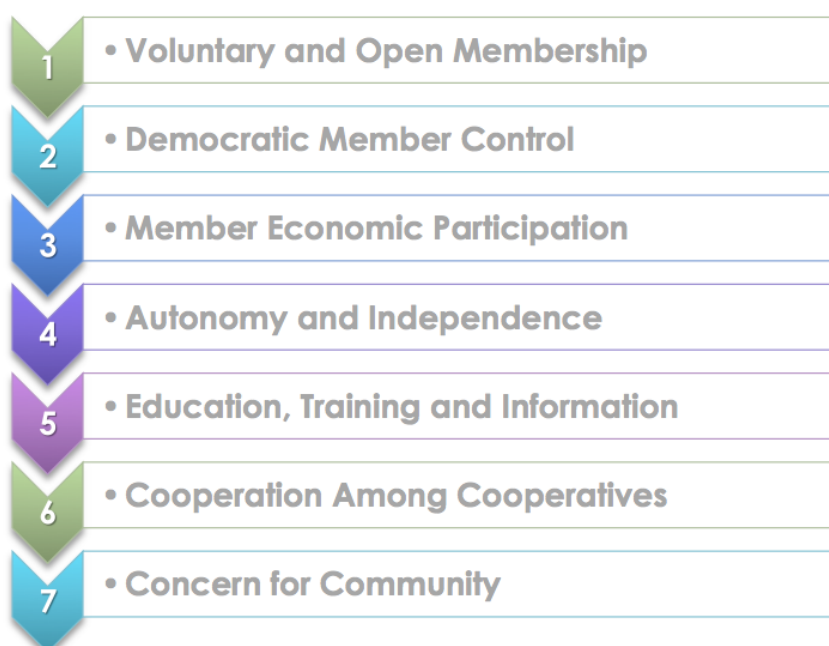 1 • Voluntary and Open Membership
2 • Democratic Member Control
3 • Member Economic Participation
4 • Autonomy and Independence
5 • Education, Training and Information
6 • Cooperation Among Cooperatives
7 • Concern for Community